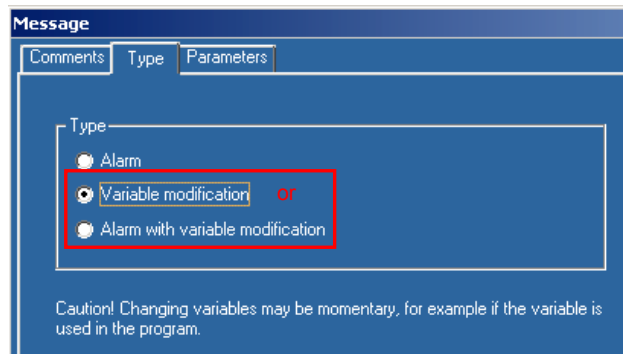 Message
Comments Type Parameters
Type
Alarm
Variable modification or
Alarm with variable modification
Caution! Changing variables may be momentary, for example if the variable is
used in the program.